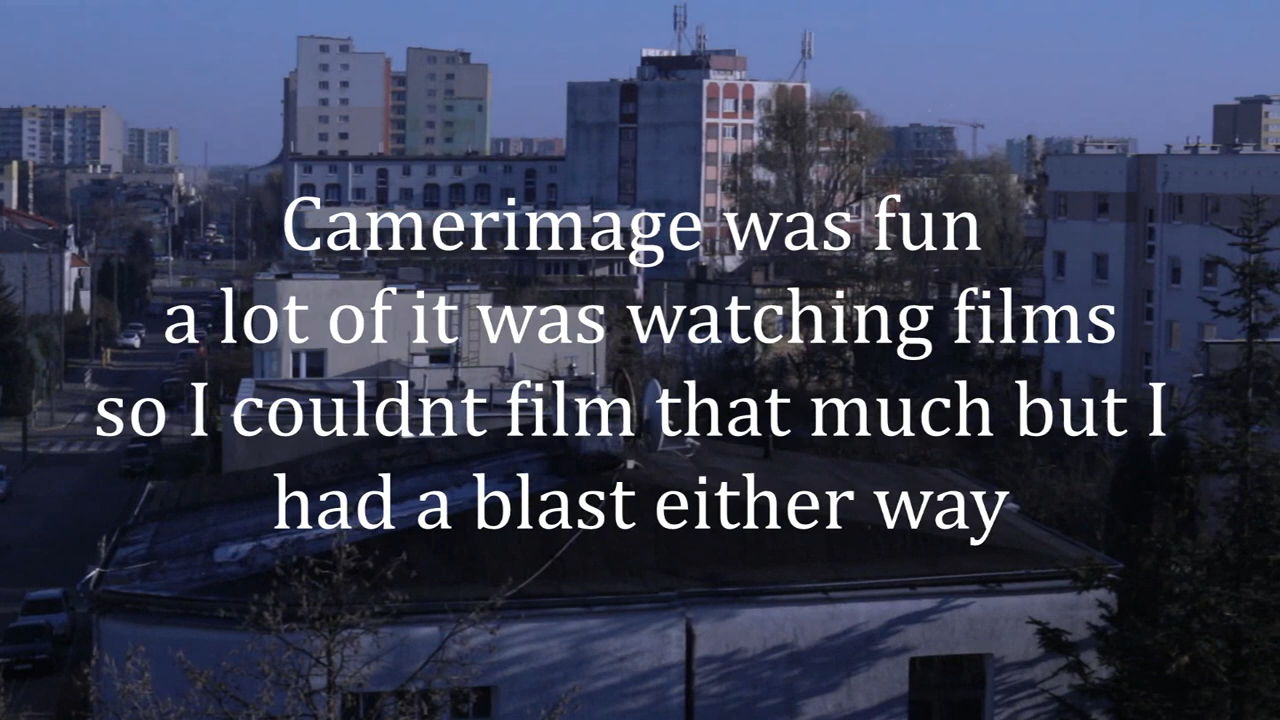 Camerimage was fun
a lot of it was watching films
so I couldnt film that much but I
had a blast either way